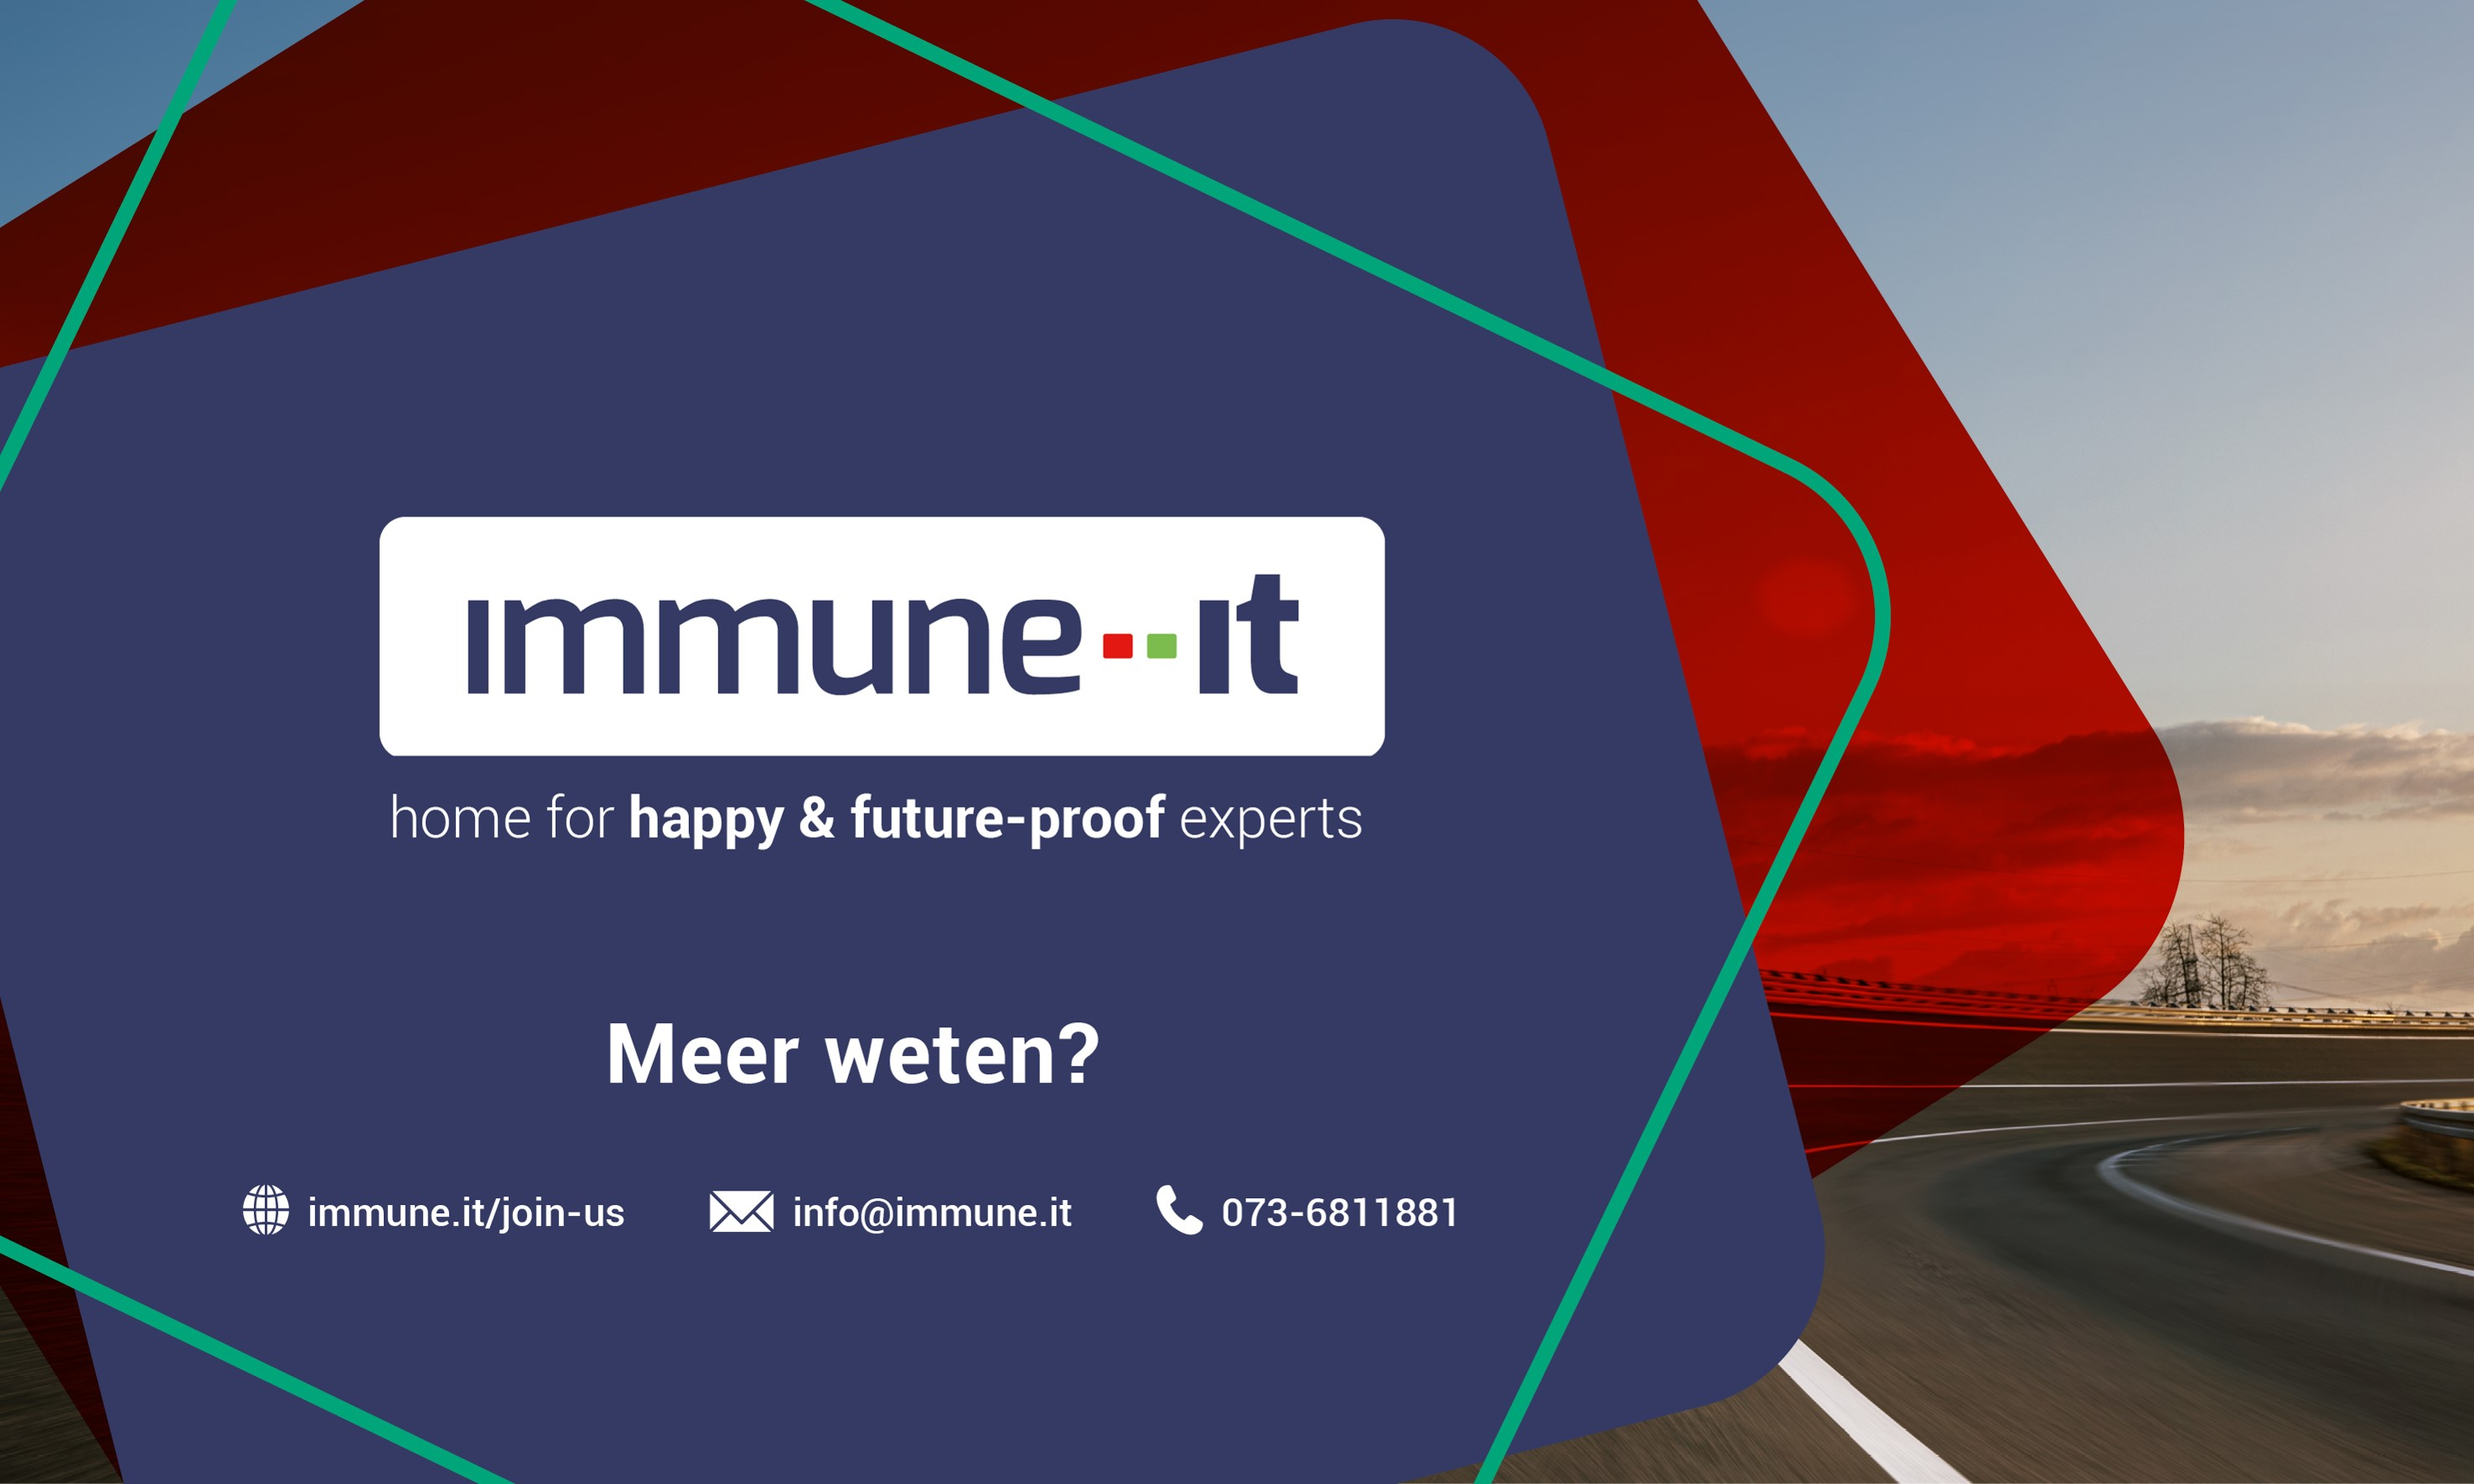 immune--it
home for happy & future-proof experts
Meer weten?
immune.it/join-us info@immune.it 073-6811881